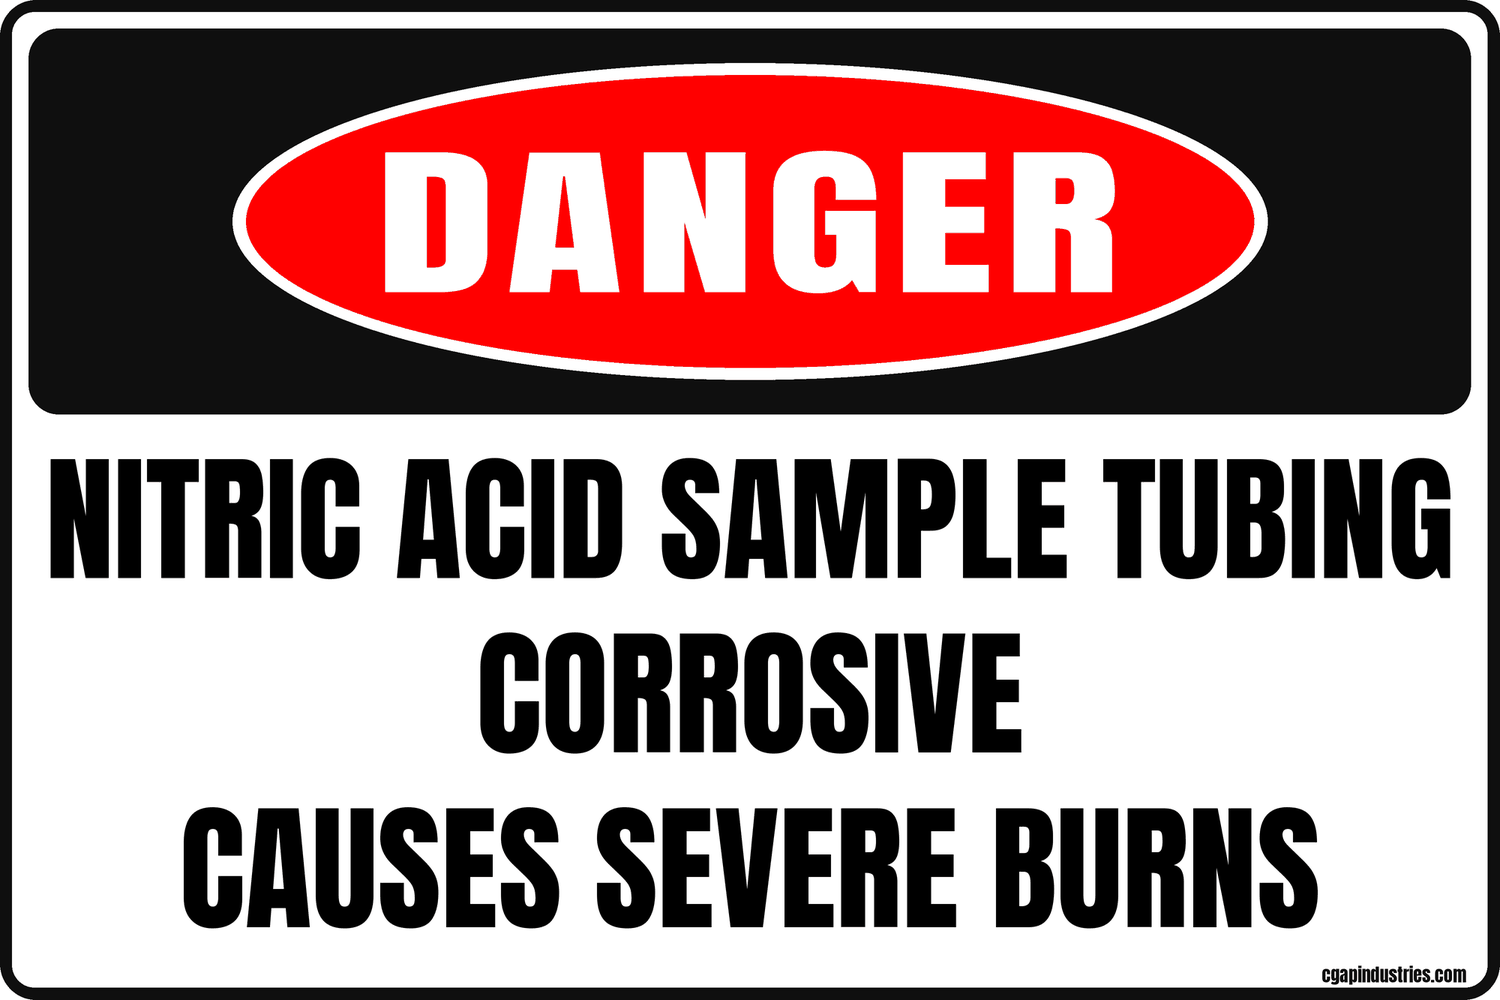 DANGER
NITRIC ACID SAMPLE TUBING
CORROSIVE
CAUSES SEVERE BURNS
cgapindustries.com